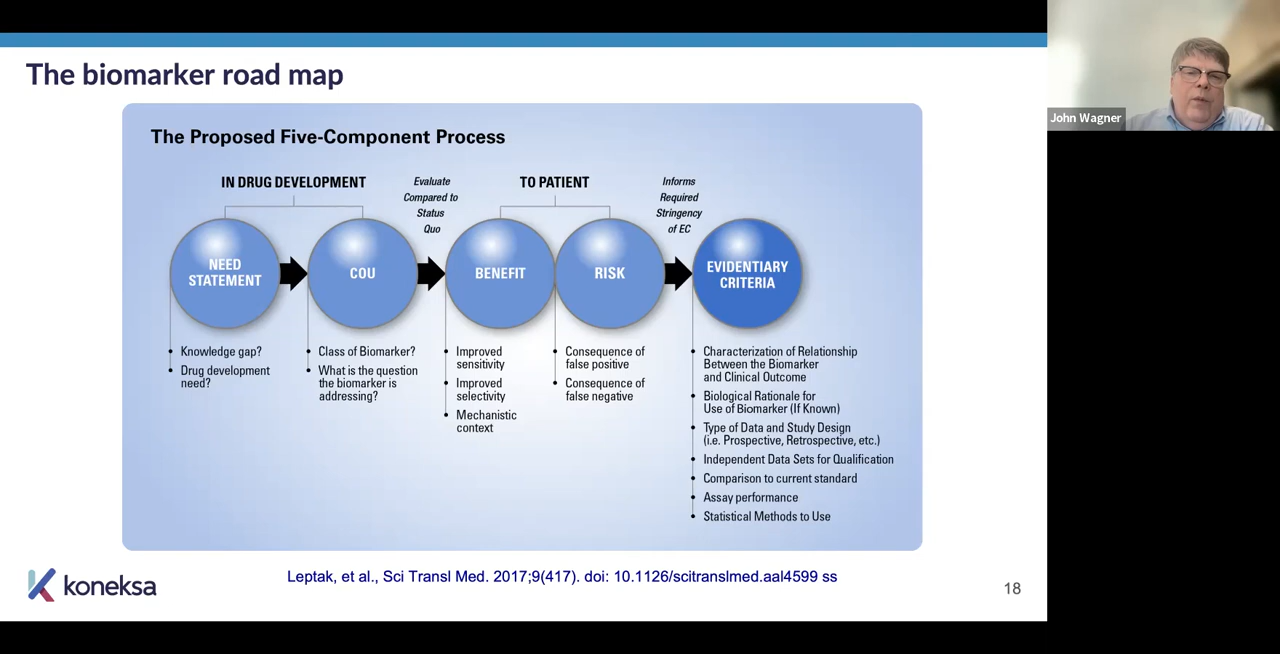 The biomarker road map
John Wagner
The Proposed Five-Component Process
IN DRUG DEVELOPMENT
Evaluate
Compared to
Status
Quo
TO PATIENT
Informs
Required
Stringency
of EC
NEED
STATEMENT
COU
BENEFIT
RISK
EVIDENTIARY
CRITERIA
• Knowledge gap?
• Drug development
need?
• Class of Biomarker?
• What is the question
the biomarker is
addressing?
• Improved
sensitivity
• Improved
selectivity
• Mechanistic
context
• Consequence of
false positive
• Consequence of
false negative
• Characterization of Relationship
Between the Biomarker
and Clinical Outcome
• Biological Rationale for
Use of Biomarker (If Known)
• Type of Data and Study Design
(i.e. Prospective, Retrospective, etc.)
• Independent Data Sets for Qualification
• Comparison to current standard
• Assay performance
• Statistical Methods to Use
koneksa
Leptak, et al., Sci Transl Med. 2017;9(417). doi: 10.1126/scitranslmed.aal4599 ss
18